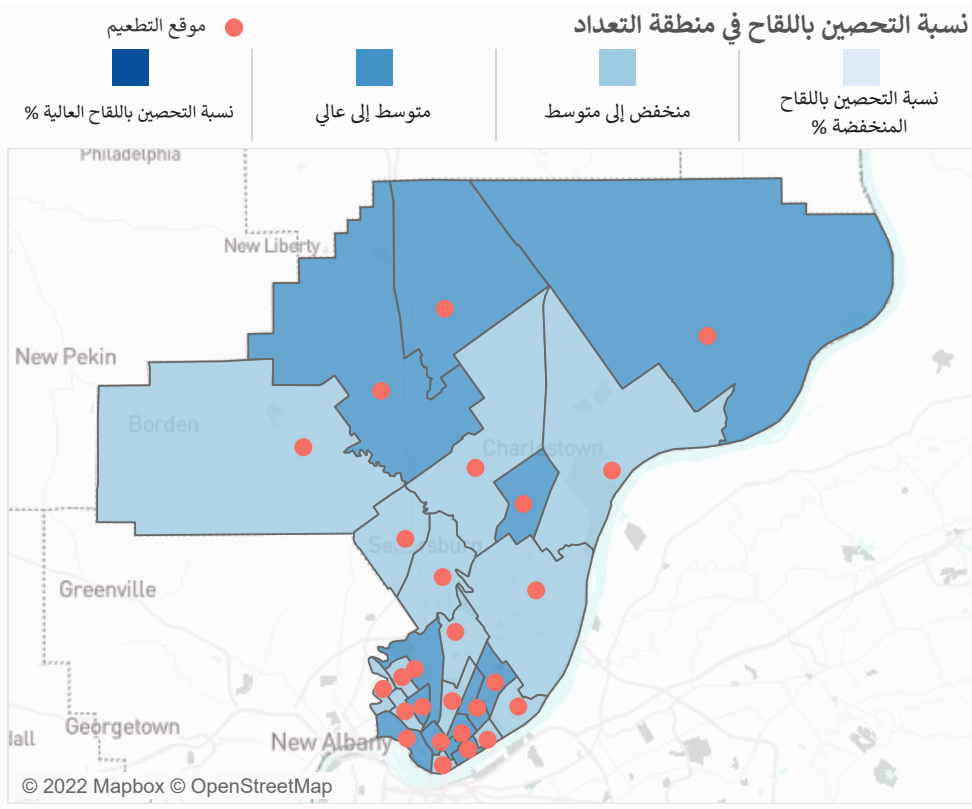 نسبة التحصين باللقاح في منطقة التعداد
موقع التطعيم
نسبة التحصين باللقاح
المنخفضة %
منخفض إلى متوسط
متوسط إلى عالي
نسبة التحصين باللقاح العالية %
Philadelphia
New Liberty
New Pekin
Borden
Charlestown
Sellersburg
Greenville
Georgetown
New Albany
© 2022 Mapbox © OpenStreetMap